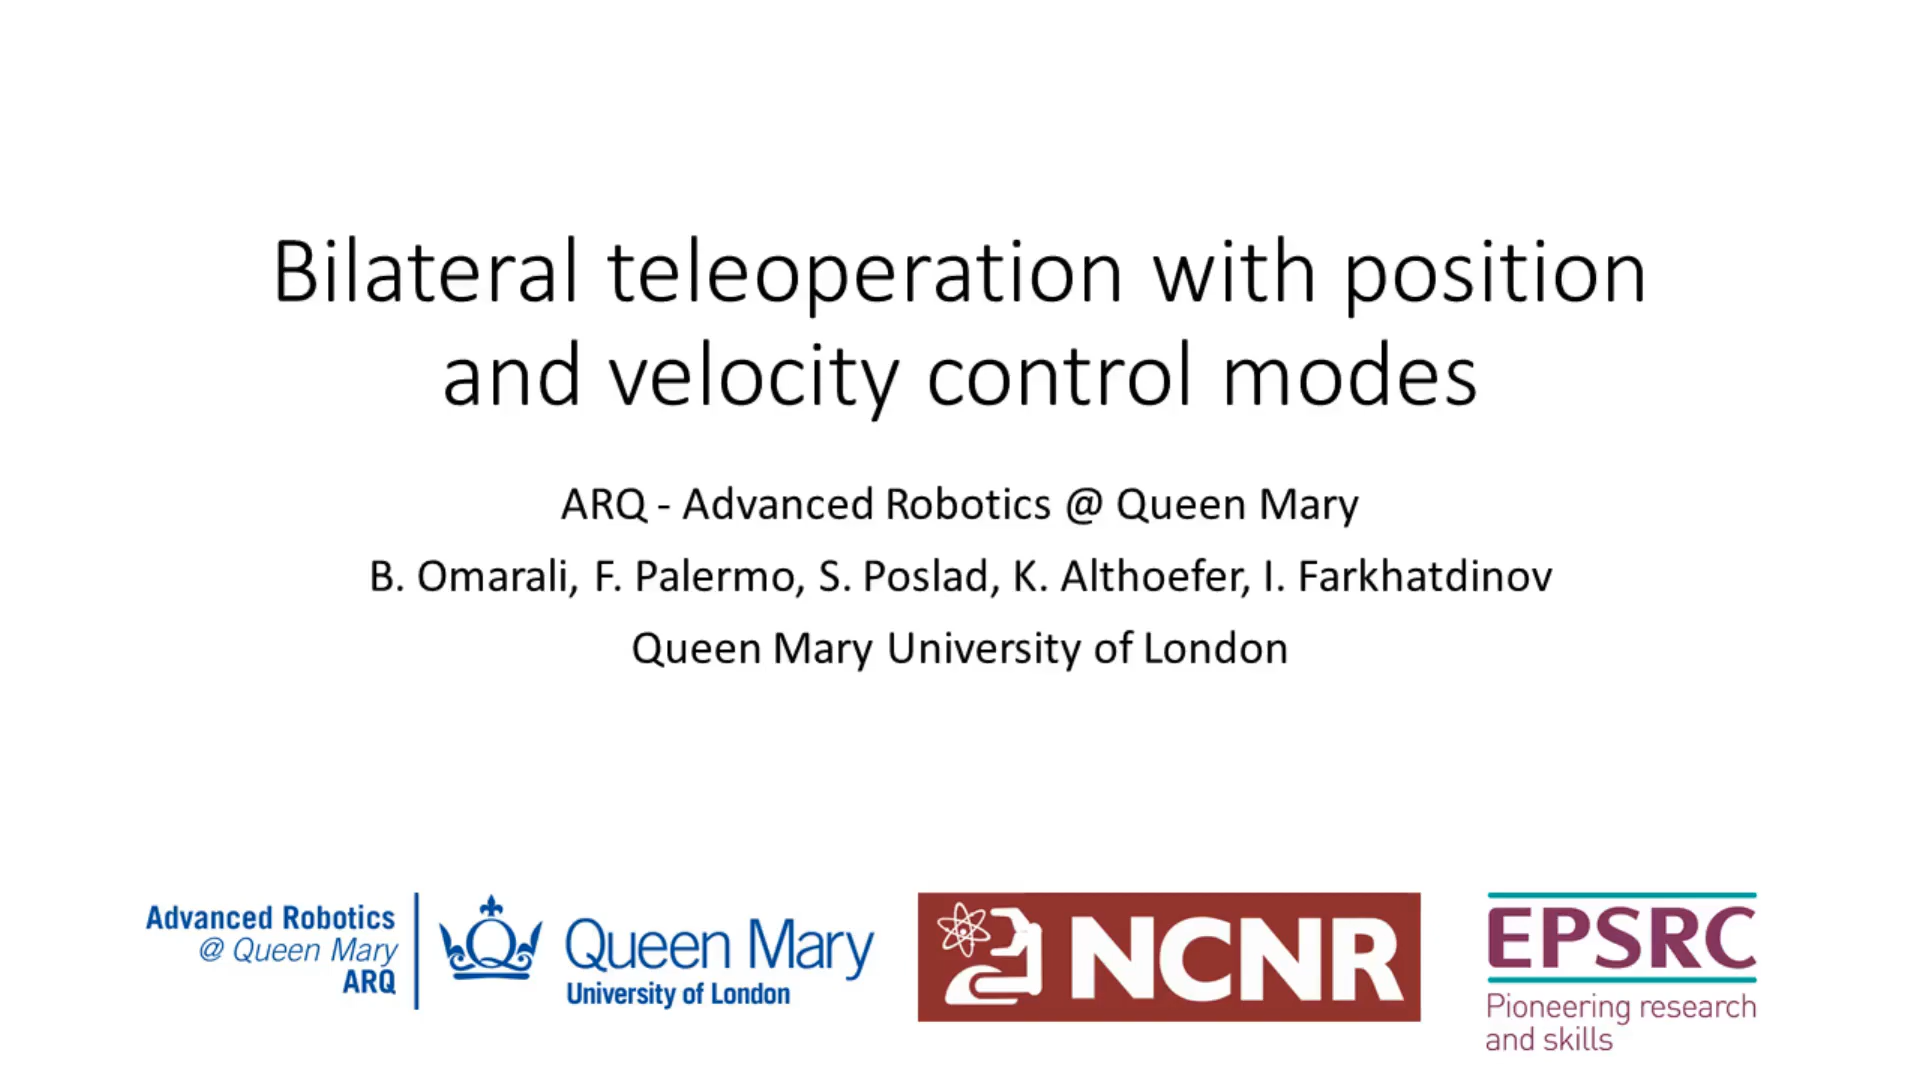 Bilateral teleoperation with position
and velocity control modes
ARQ - Advanced Robotics @ Queen Mary
B. Omarali, F. Palermo, S. Poslad, K. Althoefer, I. Farkhatdinov
Queen Mary University of London
Advanced Robotics
@ Queen Mary
ARQ
Queen Mary
University of London
NCNR
EPSRC
Pioneering research
and skills